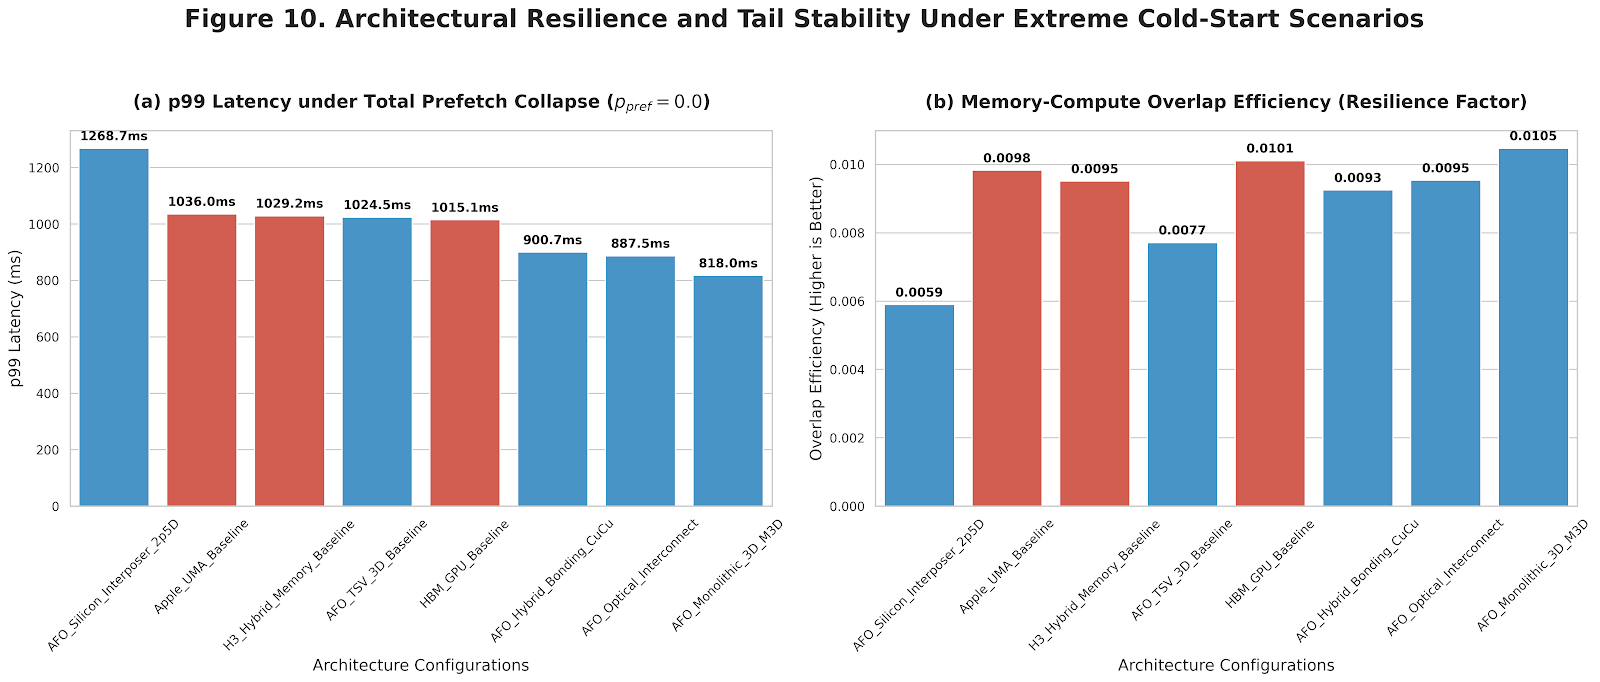 Figure 10. Architectural Resilience and Tail Stability Under Extreme Cold-Start Scenarios
(a) p99 Latency under Total Prefetch Collapse (p_pref = 0.0)
1268.7ms
1036.0ms
1029.2ms
1024.5ms
1015.1ms
900.7ms
887.5ms
818.0ms
1200
1000
800
600
400
200
0
p99 Latency (ms)
AFO_Silicon_Interposer_2p5D
Apple_UMA_Baseline
H3_Hybrid_Memory_Baseline
AFO_TSV_3D_Baseline
HBM_GPU_Baseline
AFO_Hybrid_Bonding_CuCu
AFO_Optical_Interconnect
AFO_Monolithic_3D_M3D
Architecture Configurations
(b) Memory-Compute Overlap Efficiency (Resilience Factor)
0.0059
0.0098
0.0095
0.0077
0.0101
0.0093
0.0095
0.0105
0.010
0.008
0.006
0.004
0.002
0.000
Overlap Efficiency (Higher is Better)
AFO_Silicon_Interposer_2p5D
Apple_UMA_Baseline
H3_Hybrid_Memory_Baseline
AFO_TSV_3D_Baseline
HBM_GPU_Baseline
AFO_Hybrid_Bonding_CuCu
AFO_Optical_Interconnect
AFO_Monolithic_3D_M3D
Architecture Configurations